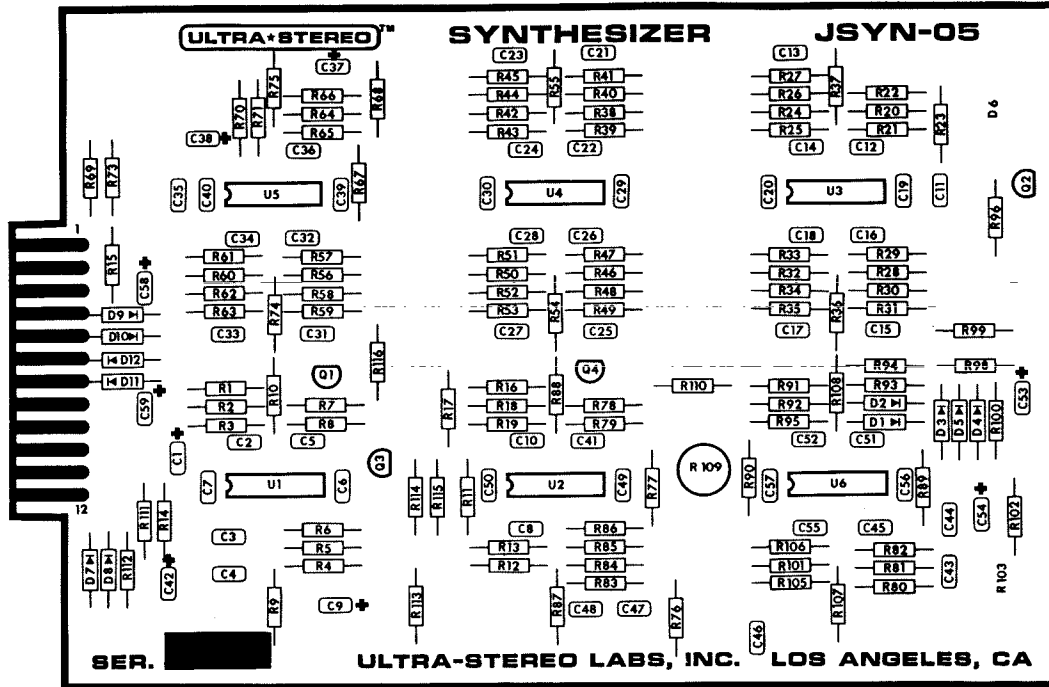 ULTRA★STEREO™ SYNTHESIZER JSYN-05
C37 C23 C21 C13
R75 R68 R45 R55 R41 R27 R37
R70 R71 R66 R44 R40 R26 R22 R23 D6
R64 R42 R38 R24 R20
C38 R65 R43 R39 R25 R21
C36 C24 C22 C14 C12
R69 R73 R67
C35 C40 U5 C39 C30 U4 C29 C20 U3 C19 C11 Q2
R96
1 C34 C32 C28 C26 C18 C16
R15 R61 R57 R51 R47 R33 R29
C58 R60 R56 R50 R46 R32 R28
R62 R58 R52 R48 R34 R30
D9 R63 R74 R59 R53 R54 R49 R35 R36 R31
D10 C33 C31 C27 C25 C17 C15 R99
D12 R116 R94 R98
D11 R1 R10 Q1 R16 R88 Q4 R110 R91 R108 R93 C53
C59 R2 R7 R17 R18 R78 R92 D2 D3 D5 D4 R100
R3 R8 R19 R79 R95 D1
C1 C2 C5 C10 C41 C52 C51
Q3 R109 R90
C7 U1 C6 R114 R115 R11 C50 U2 C49 R77 C57 U6 C56 R89
12 R111 R14 C44 C54 R102
C3 R6 C8 R86 C55 C45
D7 D8 R112 R5 R13 R85 R106 R82
C4 R4 R12 R84 R101 R81 C43 R103
C42 R83 R105 R80
R9 C9 R113 R87 C48 C47 R76 R107
C46
SER. ULTRA-STEREO LABS, INC. LOS ANGELES, CA